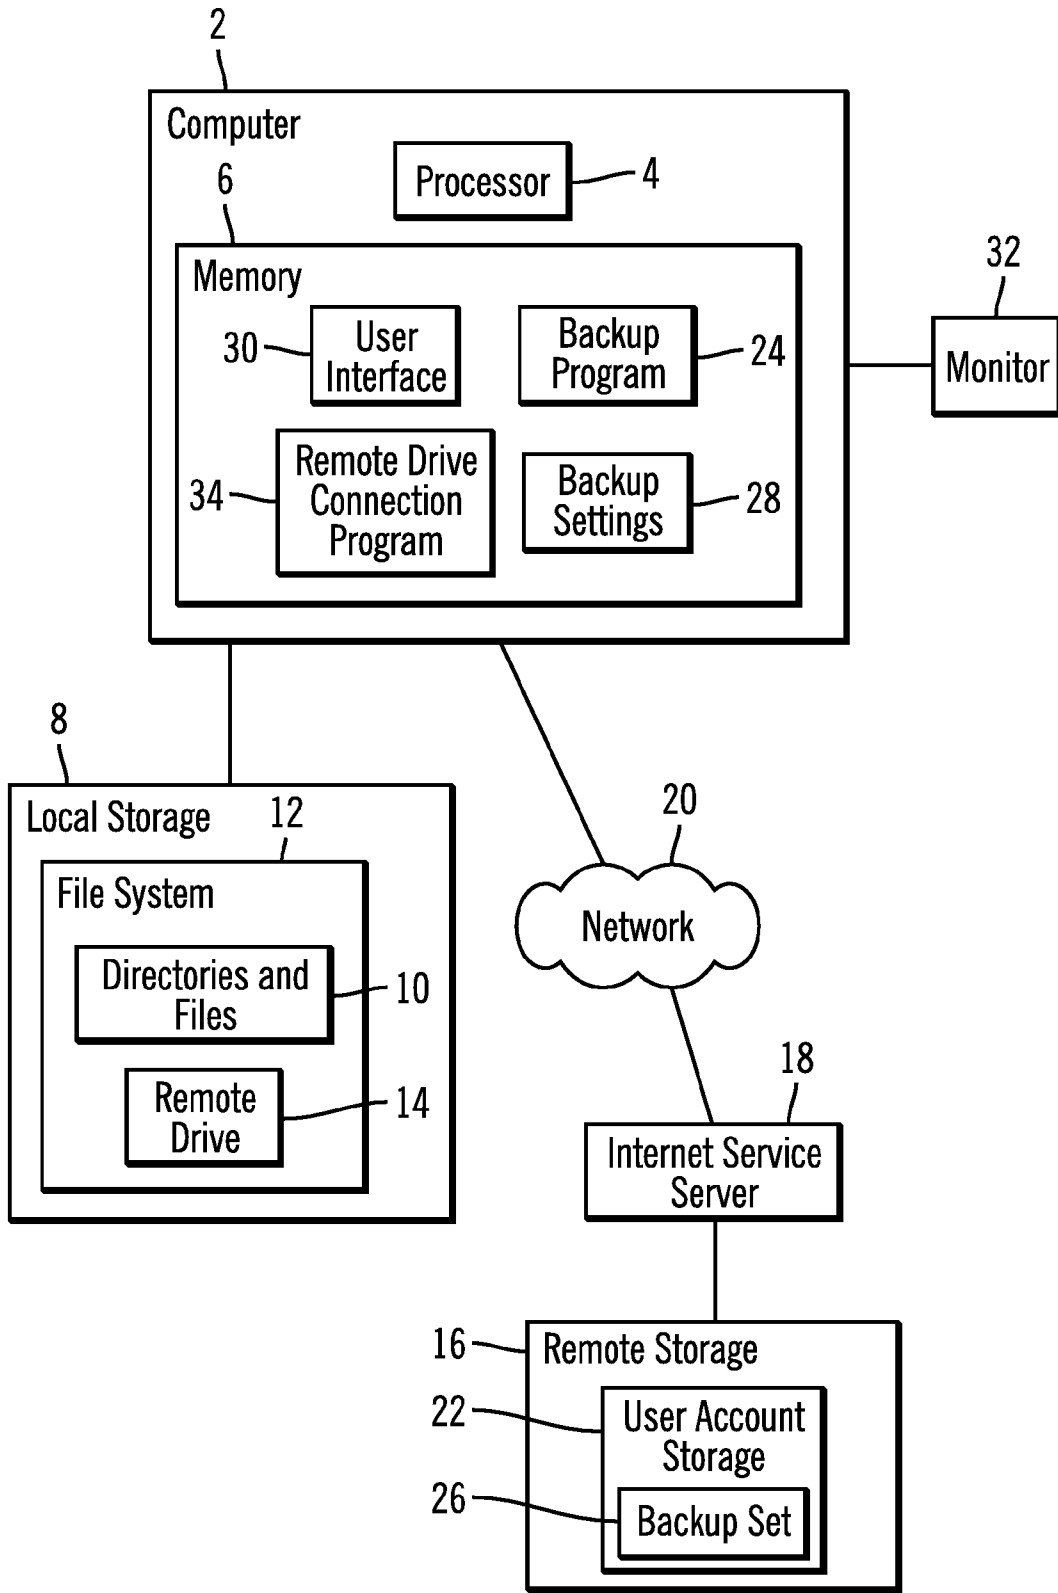 2
Computer
Processor
4
6
Memory
30
User
Interface
Backup
Program
24
32
Monitor
34
Remote Drive
Connection
Program
Backup
Settings
28
8
Local Storage
12
File System
Directories and
Files
10
Remote
Drive
14
20
Network
18
Internet Service
Server
16
Remote Storage
22
User Account
Storage
26
Backup Set